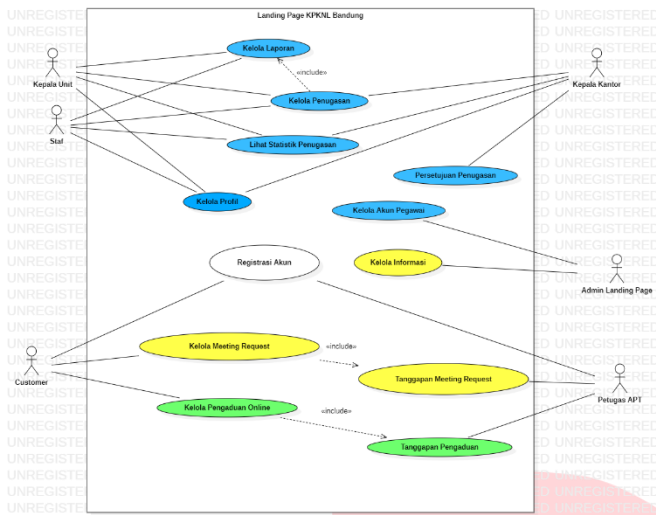 Landing Page KPKNL Bandung
Kelola Laporan
«include»
Kepala Unit
Kepala Kantor
Kelola Penugasan
Staf
Lihat Statistik Penugasan
Persetujuan Penugasan
Kelola Profil
Kelola Akun Pegawai
Registrasi Akun
Kelola Informasi
Admin Landing Page
Kelola Meeting Request
«include»
Customer
Tanggapan Meeting Request
Petugas APT
Kelola Pengaduan Online
«include»
Tanggapan Pengaduan
UNREGISTERED